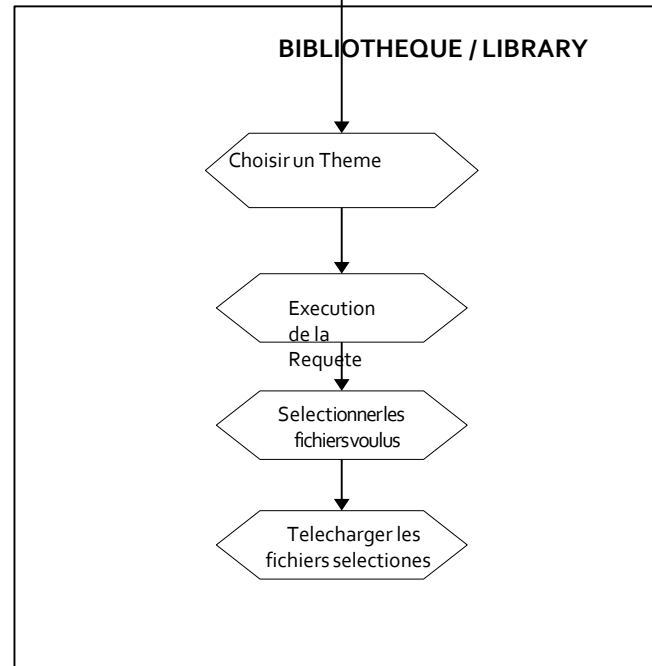 BIBLIOTHEQUE / LIBRARY
Choisir un Theme
Execution
de la
Requete
Selectionner les
fichiers voulus
Telecharger les
fichiers selectiones